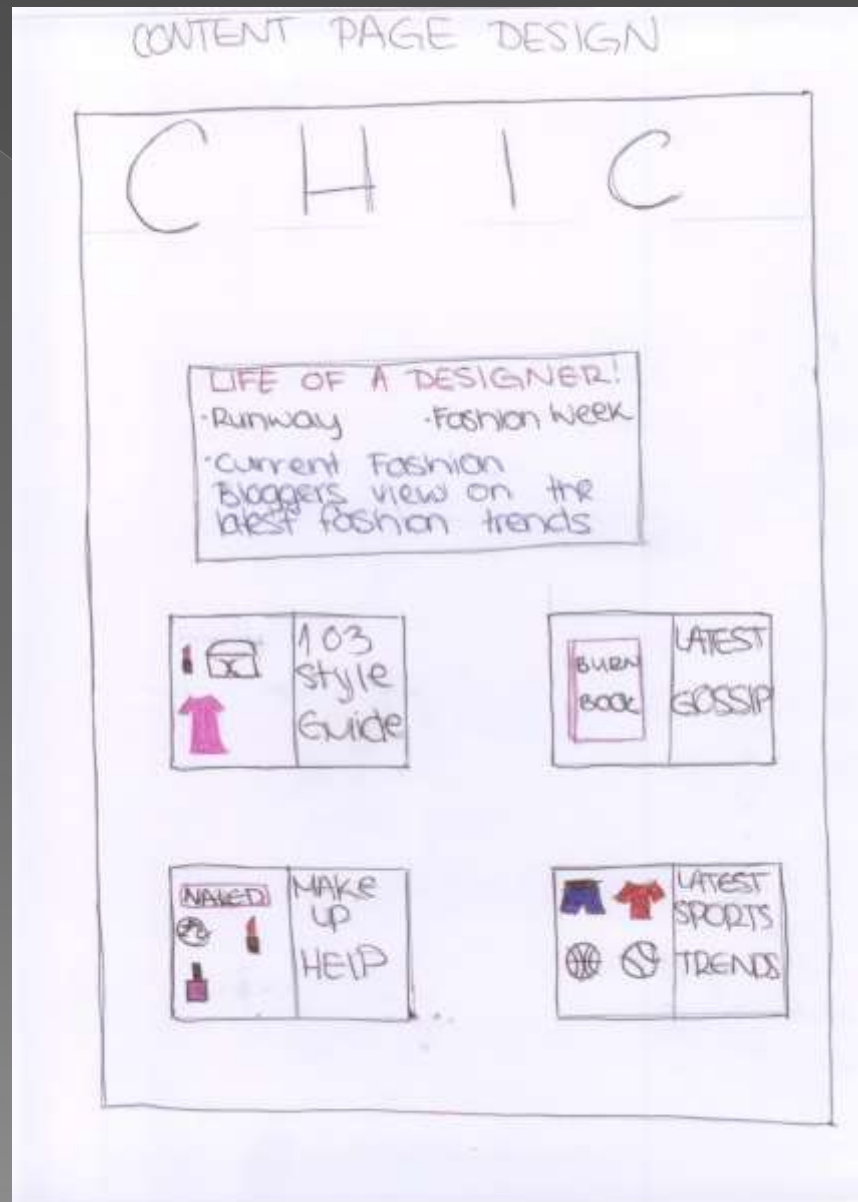 CONTENT PAGE DESIGN
CHIC
LIFE OF A DESIGNER!
·Runway ·Fashion Week
·Current Fashion
Bloggers view on the
latest fashion trends
103
Style
Guide
BURN
BOOK
LATEST
GOSSIP
NAKED
MAKE
UP
HELP
LATEST
SPORTS
TRENDS